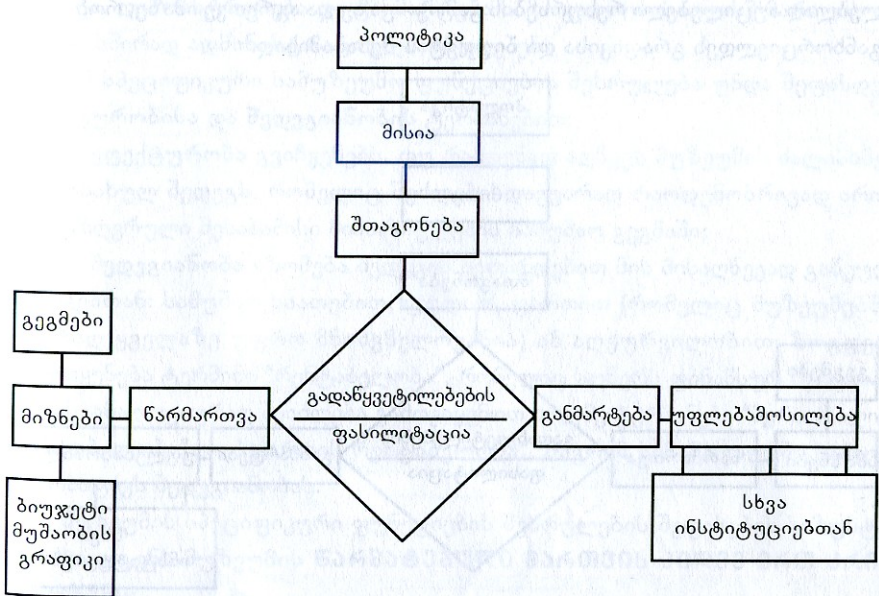 პოლიტიკა
მისია
შთაგონება
გეგმები
მიზნები
წარმართვა
გადაწყვეტილებების
ფასილიტაცია
განმარტება
უფლებამოსილება
ბიუჯეტი
მუშაობის
გრაფიკი
სხვა
ინსტიტუციებთან